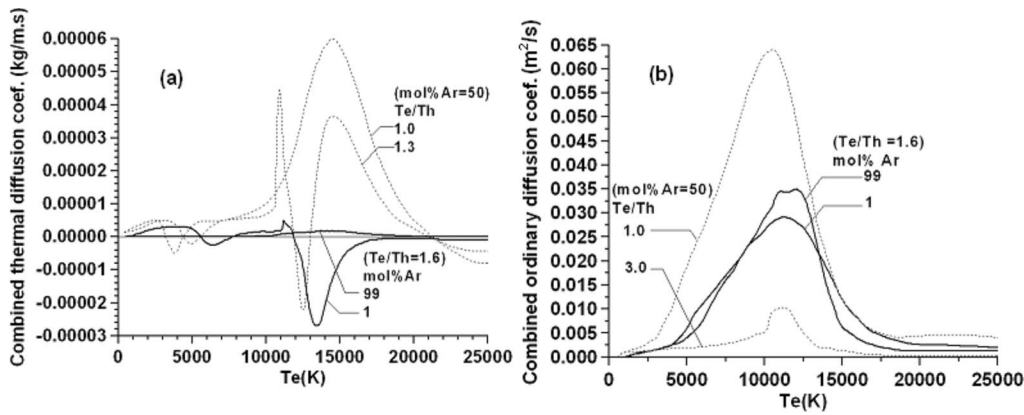 Combined thermal diffusion coef. (kg/m.s)
0.00006
0.00005
0.00004
0.00003
0.00002
0.00001
0.00000
-0.00001
-0.00002
-0.00003
(a)
(mol%Ar=50)
Te/Th
1.0
1.3
(Te/Th=1.6)
mol%Ar
99
1
0 5000 10000 15000 20000 25000
Te(K)
Combined ordinary diffusion coef. (m²/s)
0.065
0.060
0.055
0.050
0.045
0.040
0.035
0.030
0.025
0.020
0.015
0.010
0.005
0.000
(b)
(Te/Th =1.6)
mol% Ar
99
1
(mol%Ar=50)
Te/Th
1.0
3.0
0 5000 10000 15000 20000 25000
Te(K)